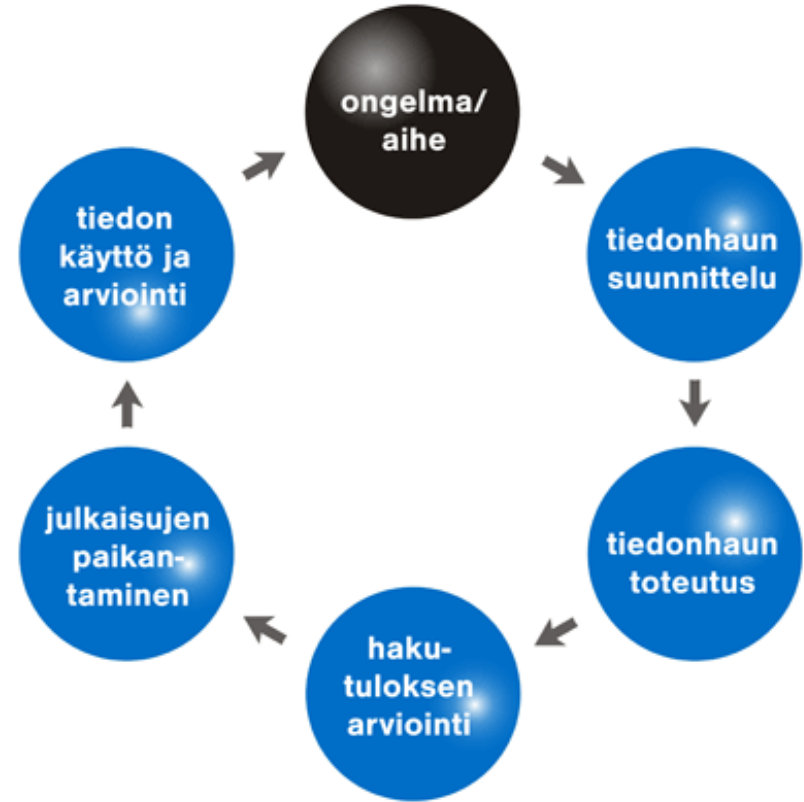 ongelma/
aihe
tiedonhaun
suunnittelu
tiedonhaun
toteutus
haku-
tuloksen
arviointi
julkaisujen
paikan-
taminen
tiedon
käyttö ja
arviointi